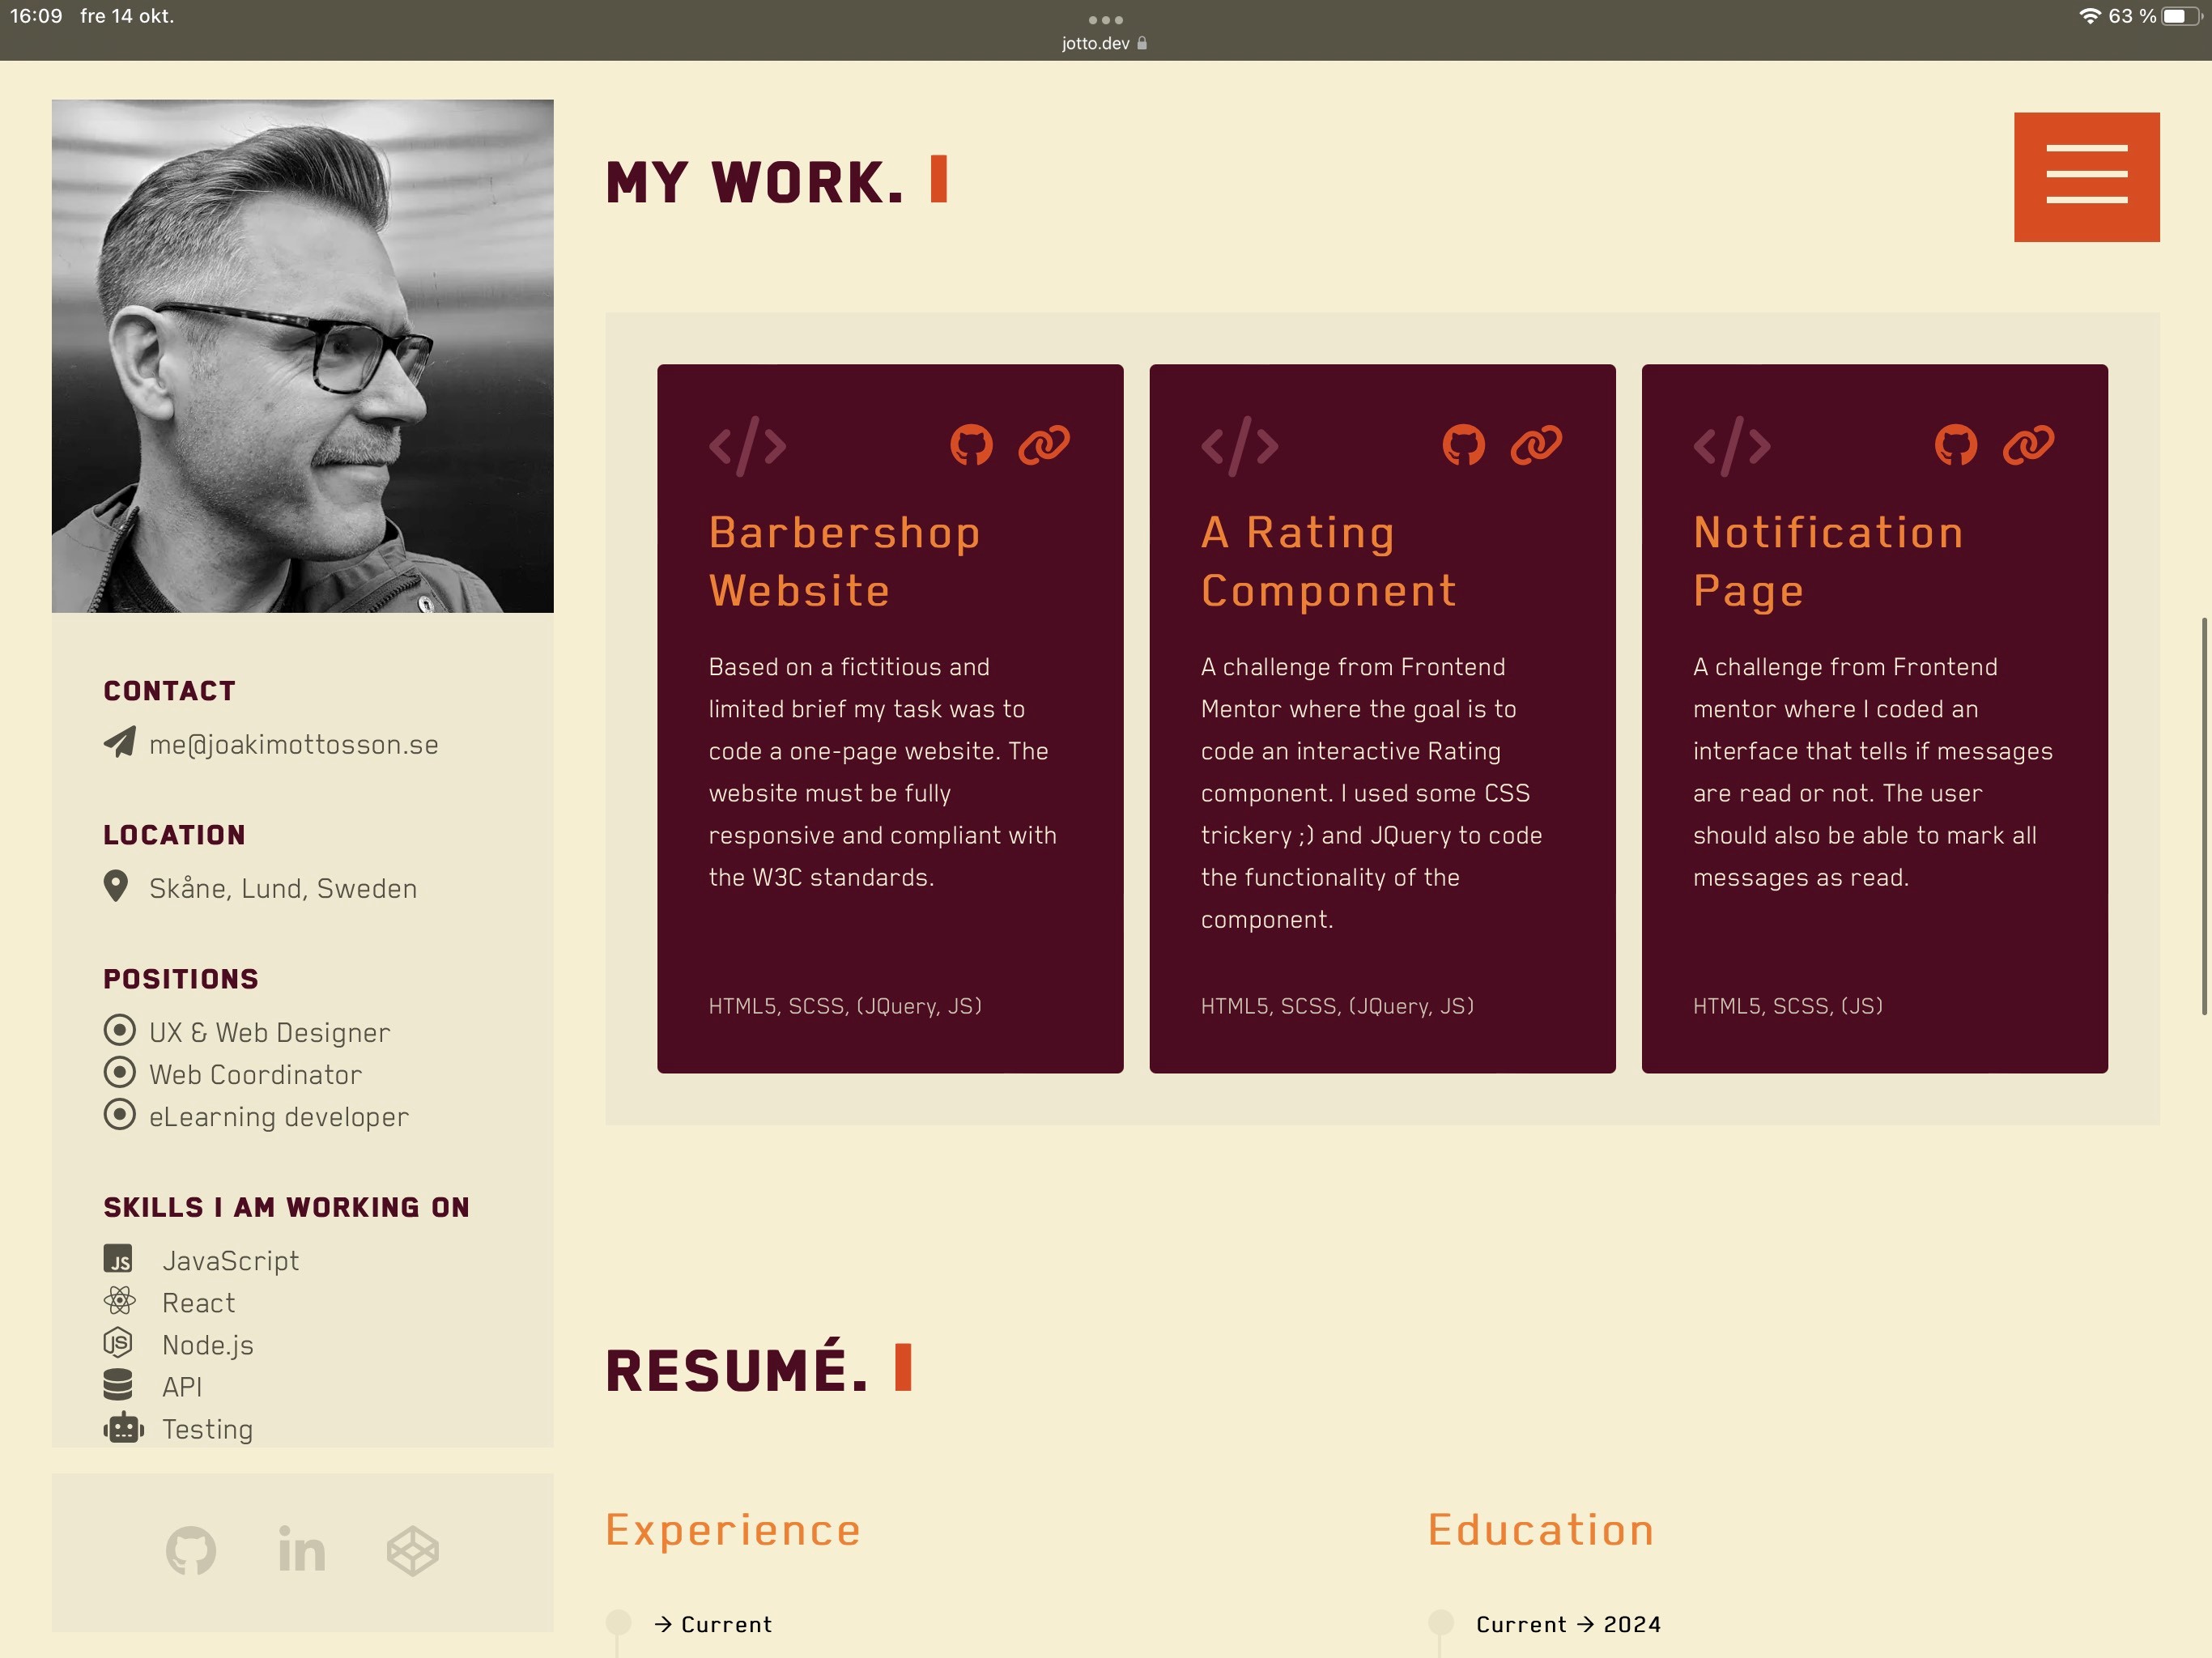 16:09 fre 14 okt.
63 %
jotto.dev
CONTACT
me@joakimottosson.se
LOCATION
Skåne, Lund, Sweden
POSITIONS
UX & Web Designer
Web Coordinator
eLearning developer
SKILLS I AM WORKING ON
JS JavaScript
React
JS Node.js
API
Testing
in
MY WORK.
Barbershop
Website
Based on a fictitious and
limited brief my task was to
code a one-page website. The
website must be fully
responsive and compliant with
the W3C standards.
HTML5, SCSS, (JQuery, JS)
A Rating
Component
A challenge from Frontend
Mentor where the goal is to
code an interactive Rating
component. I used some CSS
trickery ;) and JQuery to code
the functionality of the
component.
HTML5, SCSS, (JQuery, JS)
Notification
Page
A challenge from Frontend
mentor where I coded an
interface that tells if messages
are read or not. The user
should also be able to mark all
messages as read.
HTML5, SCSS, (JS)
RESUMÉ.
Experience
→ Current
Education
Current → 2024